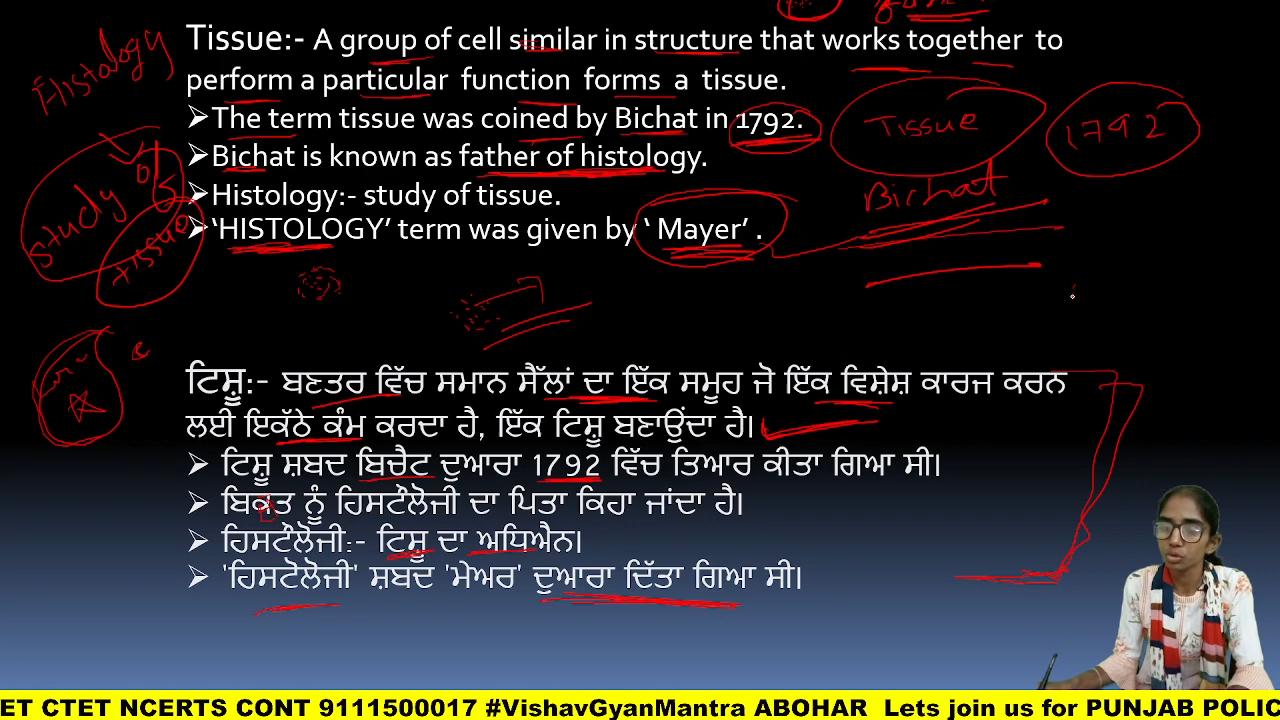 Tissue:- A group of cell similar in structure that works together to
perform a particular function forms a tissue.
➢The term tissue was coined by Bichat in 1792.
➢Bichat is known as father of histology.
➢Histology:- study of tissue.
➢‘HISTOLOGY’ term was given by ‘ Mayer’ .
Histology
study of
tissue
Tissue
1792
Bichat
ਟਿਸ਼ੂ:- ਬਣਤਰ ਵਿੱਚ ਸਮਾਨ ਸੈੱਲਾਂ ਦਾ ਇੱਕ ਸਮੂਹ ਜੋ ਇੱਕ ਵਿਸ਼ੇਸ਼ ਕਾਰਜ ਕਰਨ
ਲਈ ਇਕੱਠੇ ਕੰਮ ਕਰਦਾ ਹੈ, ਇੱਕ ਟਿਸ਼ੂ ਬਣਾਉਂਦਾ ਹੈ।
➢ ਟਿਸ਼ੂ ਸ਼ਬਦ ਬਿਚੈਟ ਦੁਆਰਾ 1792 ਵਿੱਚ ਤਿਆਰ ਕੀਤਾ ਗਿਆ ਸੀ।
➢ ਬਿਕਤ ਨੂੰ ਹਿਸਟੌਲੋਜੀ ਦਾ ਪਿਤਾ ਕਿਹਾ ਜਾਂਦਾ ਹੈ।
➢ ਹਿਸਟੌਲੋਜੀ:- ਟਿਸ਼ੂ ਦਾ ਅਧਿਐਨ।
➢ 'ਹਿਸਟੋਲੋਜੀ' ਸ਼ਬਦ 'ਮੇਅਰ' ਦੁਆਰਾ ਦਿੱਤਾ ਗਿਆ ਸੀ।
ET CTET NCERTS CONT 9111500017 #VishavGyanMantra ABOHAR Lets join us for PUNJAB POLIC